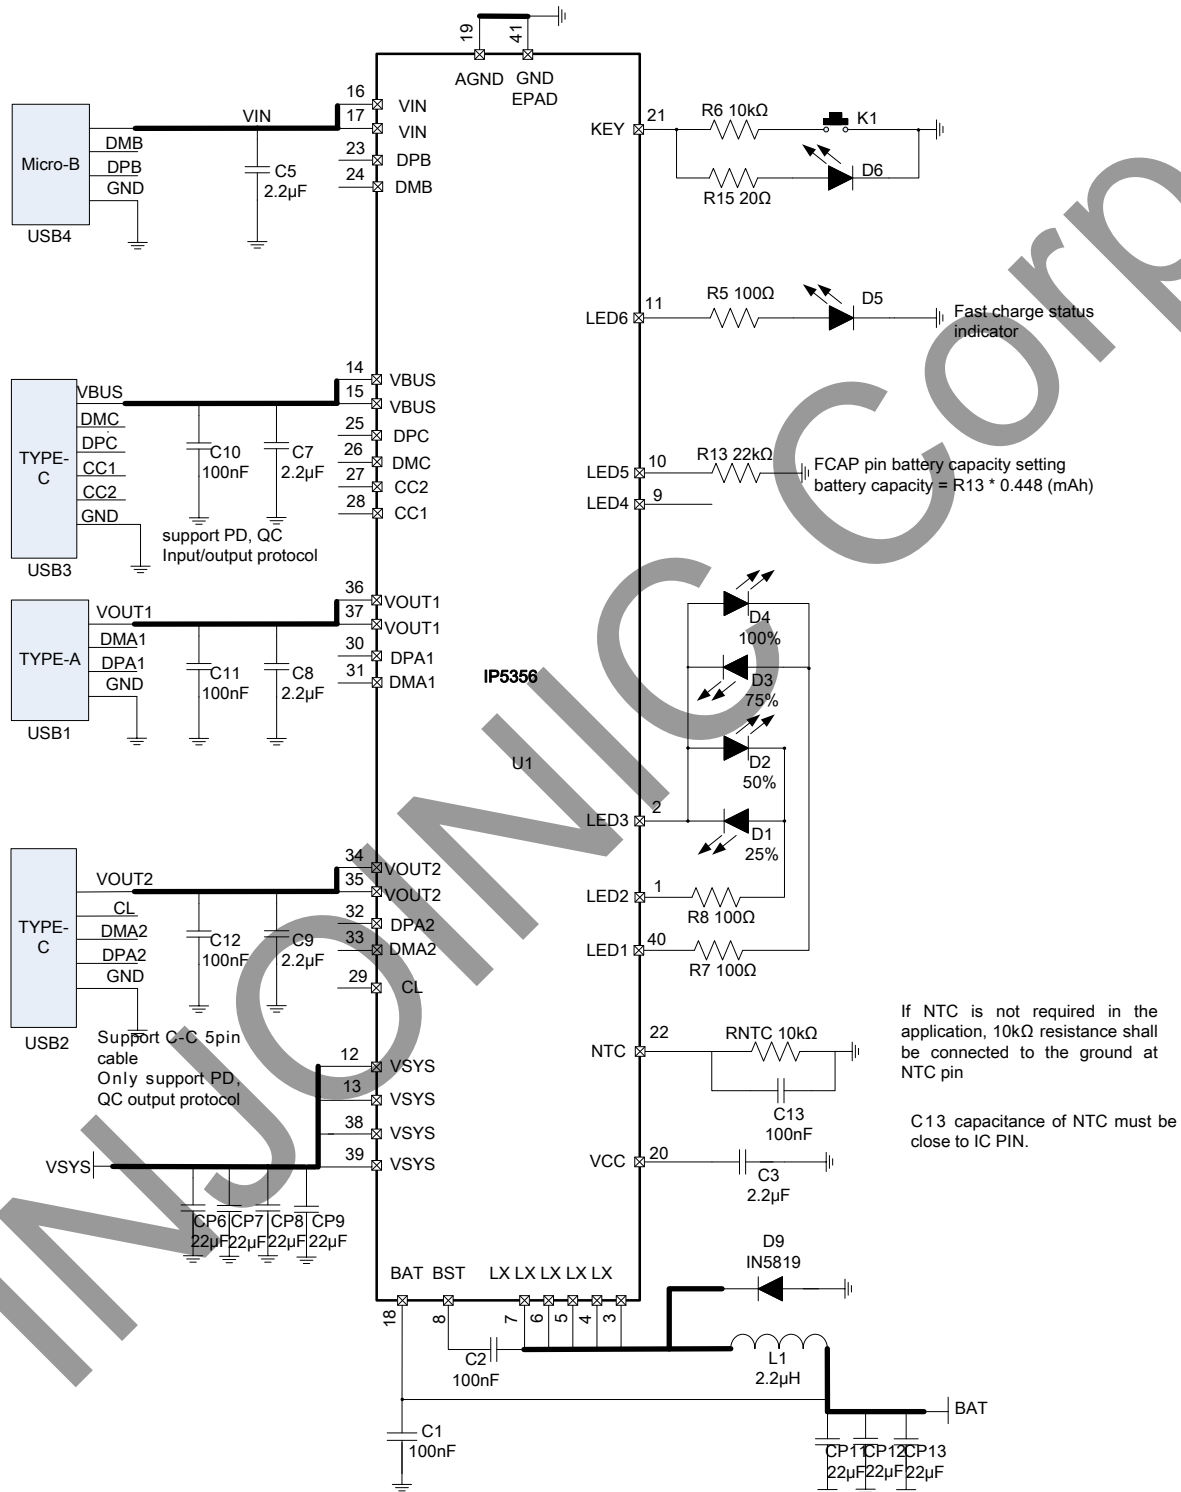 19
41
AGND
GND
EPAD
16
17
VIN
VIN
VIN
23
DPB
24
DMB
Micro-B
DMB
DPB
GND
USB4
C5
2.2µF
KEY
21
R6 10kΩ
K1
D6
R15 20Ω
LED6
11
R5 100Ω
D5
Fast charge status
indicator
14
VBUS
15
VBUS
25
DPC
26
DMC
27
CC2
28
CC1
VBUS
DMC
DPC
CC1
CC2
GND
TYPE-
C
USB3
C10
100nF
C7
2.2µF
support PD, QC
Input/output protocol
LED5
10
R13 22kΩ
LED4
9
FCAP pin battery capacity setting
battery capacity = R13 * 0.448 (mAh)
36
VOUT1
37
VOUT1
30
DPA1
31
DMA1
VOUT1
DMA1
DPA1
GND
TYPE-A
USB1
C11
100nF
C8
2.2µF
IP5356
U1
D4
100%
D3
75%
D2
50%
D1
25%
LED3
2
LED2
1
R8 100Ω
LED1
40
R7 100Ω
34
VOUT2
35
VOUT2
32
DPA2
33
DMA2
29
CL
VOUT2
CL
DMA2
DPA2
GND
TYPE-
C
USB2
C12
100nF
C9
2.2µF
Support C-C 5pin
cable
Only support PD,
QC output protocol
12
VSYS
13
VSYS
38
VSYS
39
VSYS
VSYS
CP6
22µF
CP7
22µF
CP8
22µF
CP9
22µF
NTC
22
RNTC 10kΩ
C13
100nF
If NTC is not required in the
application, 10kΩ resistance shall
be connected to the ground at
NTC pin
C13 capacitance of NTC must be
close to IC PIN.
VCC
20
C3
2.2µF
D9
IN5819
BAT BST LX LX LX LX LX
18
8
7
6
5
4
3
C2
100nF
L1
2.2µH
C1
100nF
BAT
CP11
22µF
CP12
22µF
CP13
22µF
INJOINIC Corp